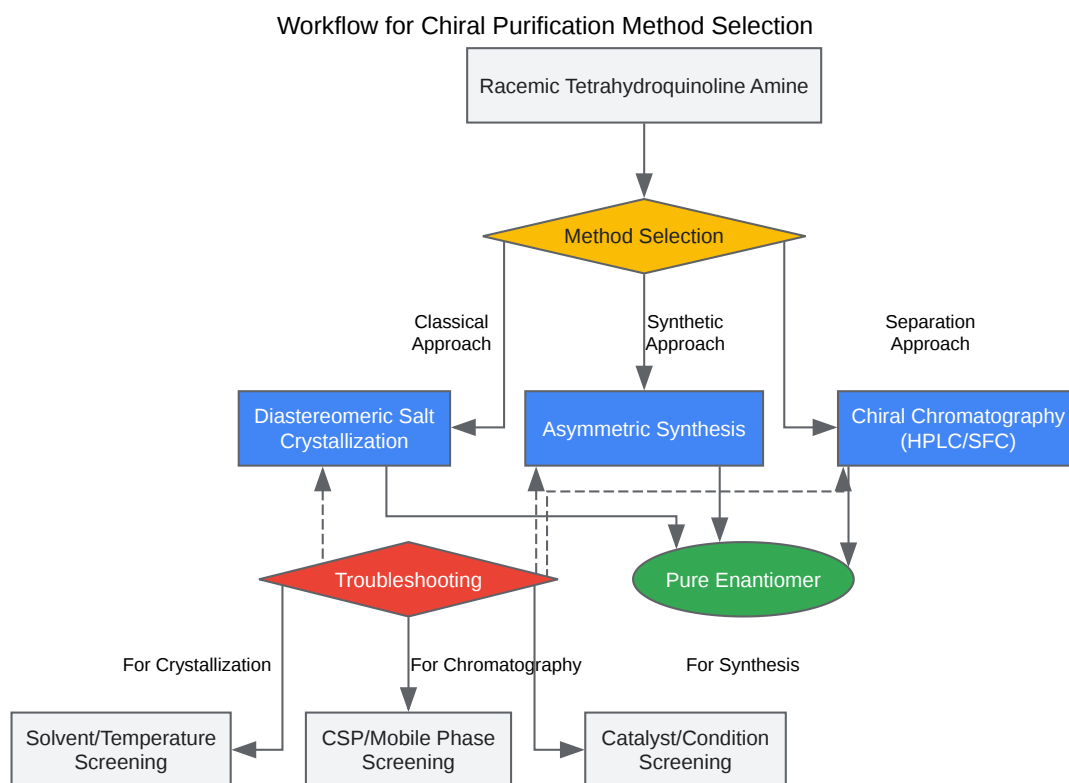 Workflow for Chiral Purification Method Selection
Racemic Tetrahydroquinoline Amine
Method Selection
Classical
Approach
Synthetic
Approach
Separation
Approach
Diastereomeric Salt
Crystallization
Asymmetric Synthesis
Chiral Chromatography
(HPLC/SFC)
Troubleshooting
Pure Enantiomer
For Crystallization
For Chromatography
For Synthesis
Solvent/Temperature
Screening
CSP/Mobile Phase
Screening
Catalyst/Condition
Screening